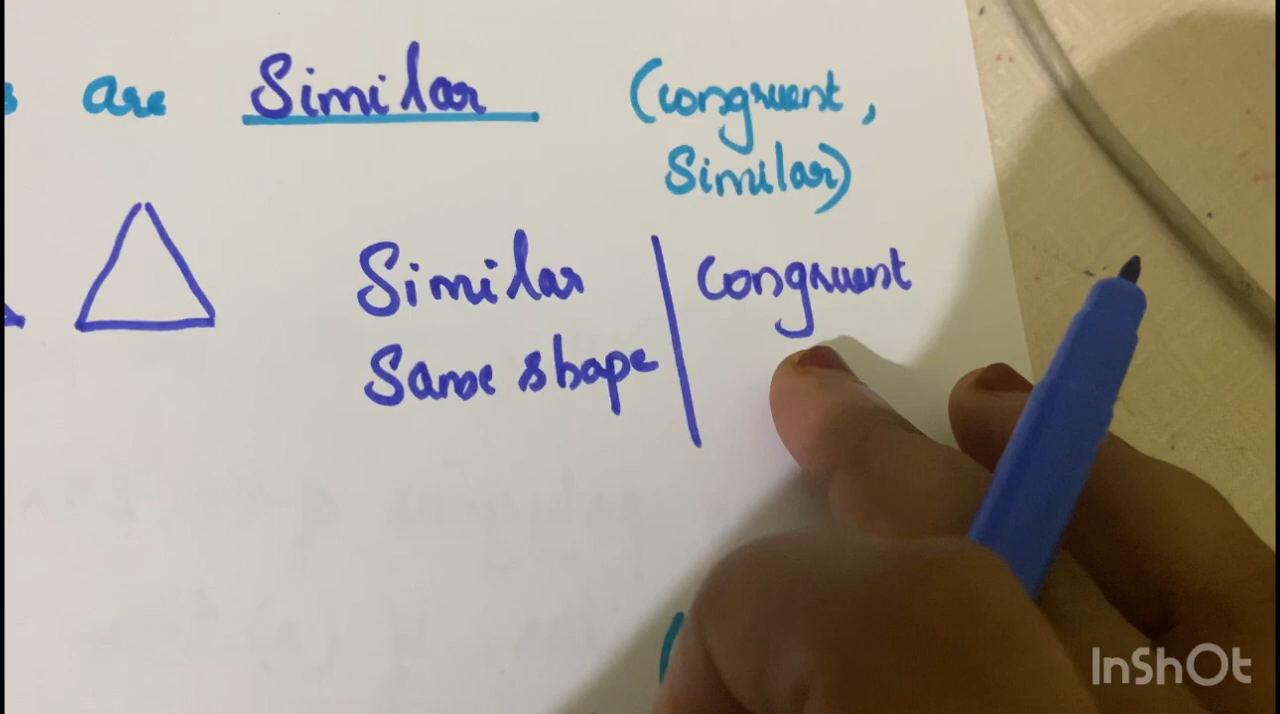 s are Similar (congruent,
Similar)
Similar | congruent
Same shape
InShOt